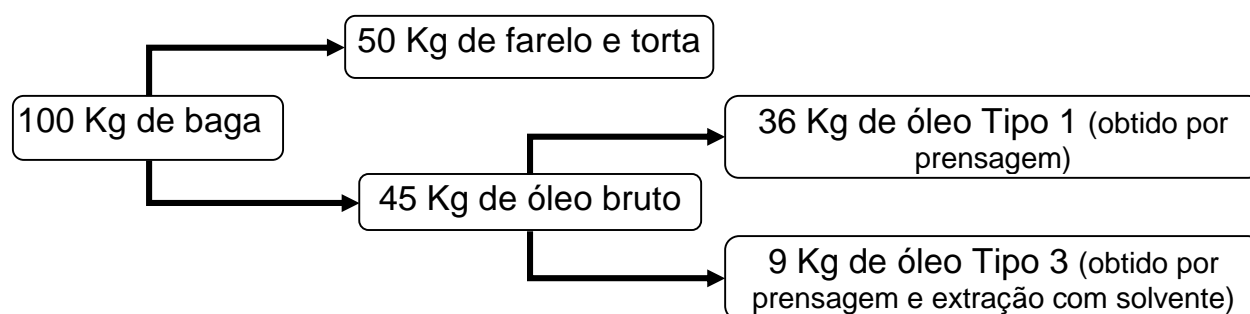 50 Kg de farelo e torta
100 Kg de baga
36 Kg de óleo Tipo 1 (obtido por
prensagem)
45 Kg de óleo bruto
9 Kg de óleo Tipo 3 (obtido por
prensagem e extração com solvente)